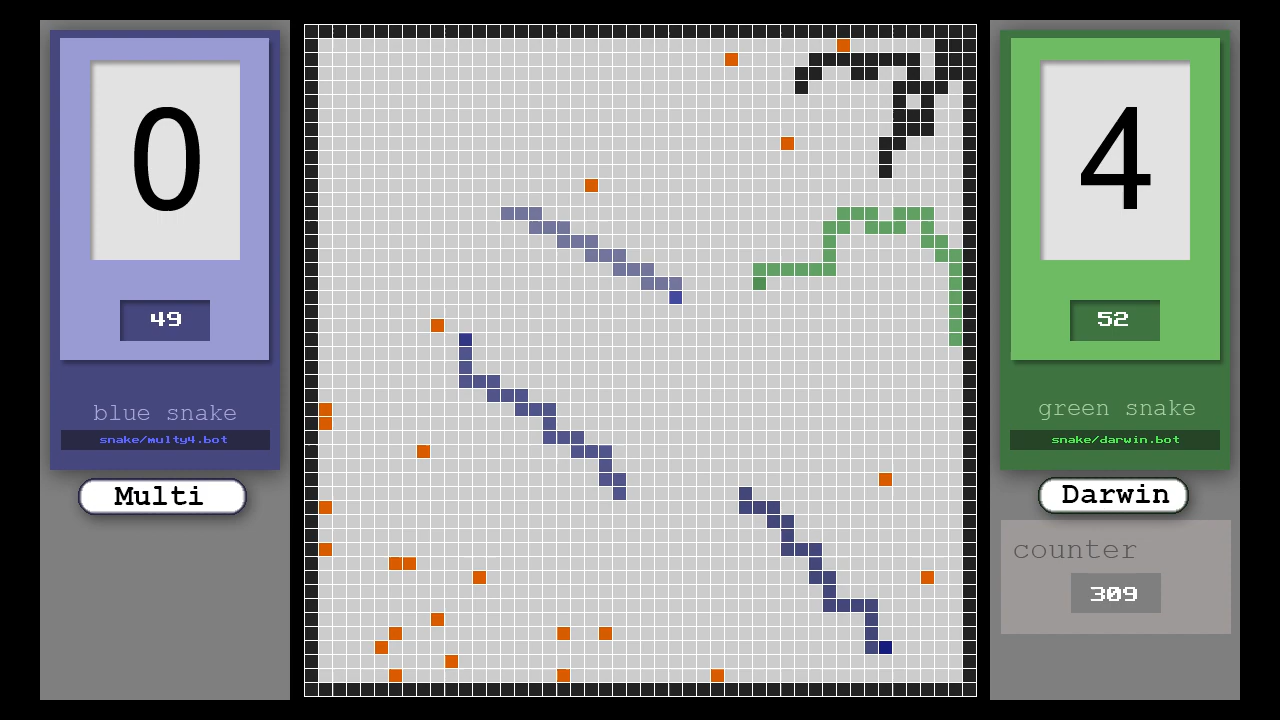 0
49
blue snake
snake/multy4.bot
Multi
4
52
green snake
snake/darwin.bot
Darwin
counter
309